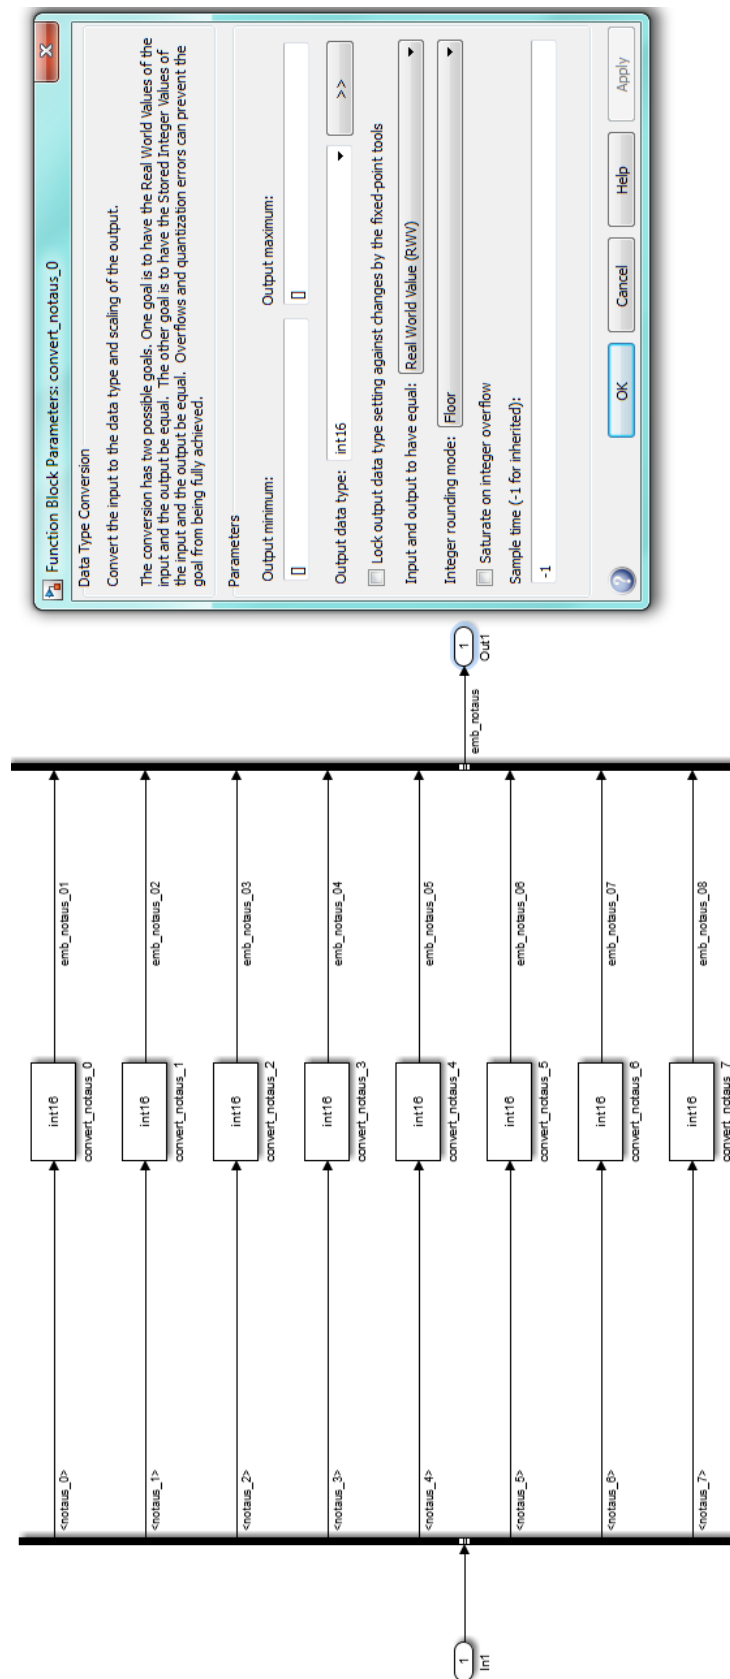 Function Block Parameters: convert_notaus_0
Data Type Conversion
Convert the input to the data type and scaling of the output.
The conversion has two possible goals. One goal is to have the Real World Values of the
input and the output be equal. The other goal is to have the Stored Integer Values of
the input and the output be equal. Overflows and quantization errors can prevent the
goal from being fully achieved.
Parameters
Output minimum:
Output maximum:
[]
[]
Output data type:
int16
>>
Lock output data type setting against changes by the fixed-point tools
Input and output to have equal:
Real World Value (RWV)
Integer rounding mode:
Floor
Saturate on integer overflow
Sample time (-1 for inherited):
-1
OK
Cancel
Help
Apply
1
In1
<notaus_0>
int16
convert_notaus_0
emb_notaus_01
<notaus_1>
int16
convert_notaus_1
emb_notaus_02
<notaus_2>
int16
convert_notaus_2
emb_notaus_03
<notaus_3>
int16
convert_notaus_3
emb_notaus_04
<notaus_4>
int16
convert_notaus_4
emb_notaus_05
<notaus_5>
int16
convert_notaus_5
emb_notaus_06
<notaus_6>
int16
convert_notaus_6
emb_notaus_07
<notaus_7>
int16
convert_notaus_7
emb_notaus_08
emb_notaus
1
Out1